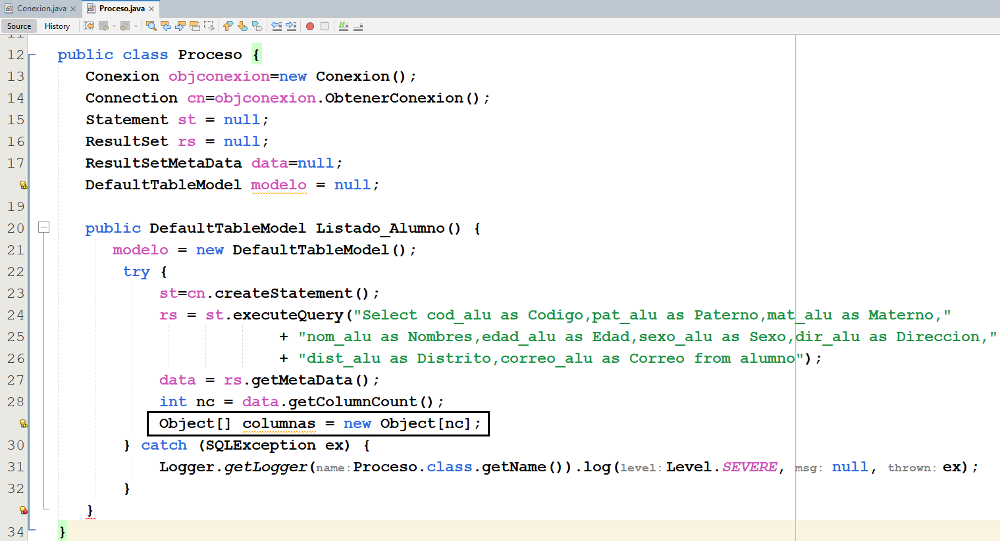 Conexion.java × Proceso.java ×
Source History
11
12 public class Proceso {
13 Conexion objconexion=new Conexion();
14 Connection cn=objconexion.ObtenerConexion();
15 Statement st = null;
16 ResultSet rs = null;
17 ResultSetMetaData data=null;
DefaultTableModel modelo = null;
19
20 public DefaultTableModel Listado_Alumno() {
21 modelo = new DefaultTableModel();
22 try {
23 st=cn.createStatement();
24 rs = st.executeQuery("Select cod_alu as Codigo,pat_alu as Paterno,mat_alu as Materno,"
25 + "nom_alu as Nombres,edad_alu as Edad,sexo_alu as Sexo,dir_alu as Direccion,"
26 + "dist_alu as Distrito,correo_alu as Correo from alumno");
27 data = rs.getMetaData();
28 int nc = data.getColumnCount();
Object[] columnas = new Object[nc];
30 } catch (SQLException ex) {
31 Logger.getLogger(name:Proceso.class.getName()).log(level:Level.SEVERE, msg: null, thrown: ex);
32 }
}
34 }